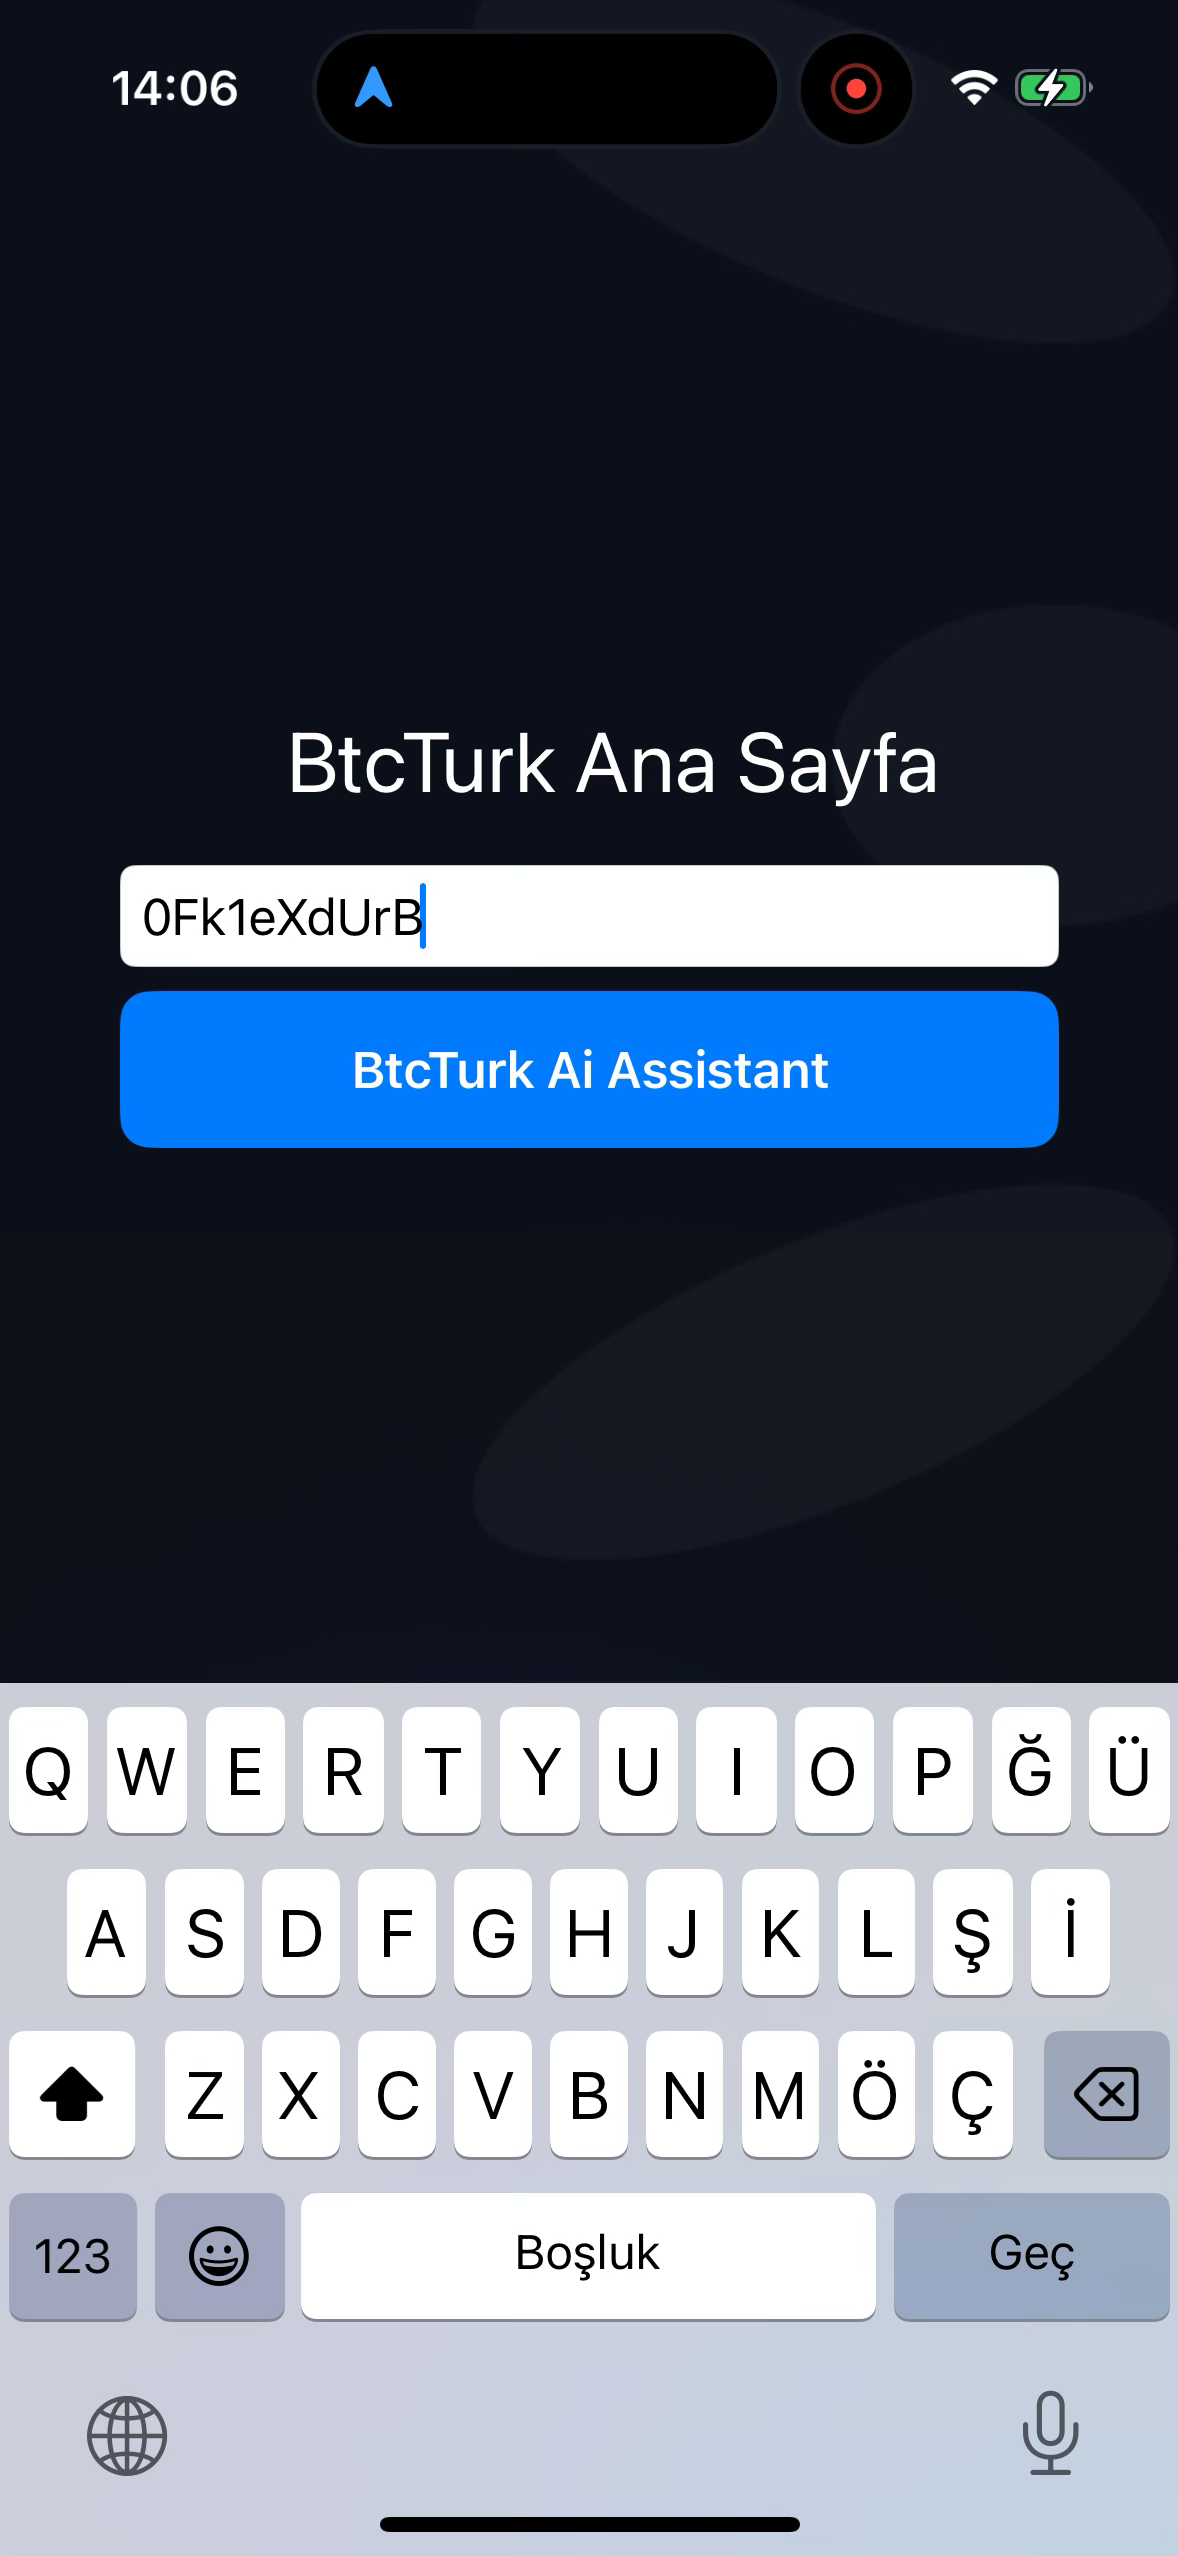 14:06
BtcTurk Ana Sayfa
0Fk1eXdUrB
BtcTurk Ai Assistant
Q W E R T Y U I O P Ğ Ü
A S D F G H J K L Ş İ
Z X C V B N M Ö Ç
123 Boşluk Geç